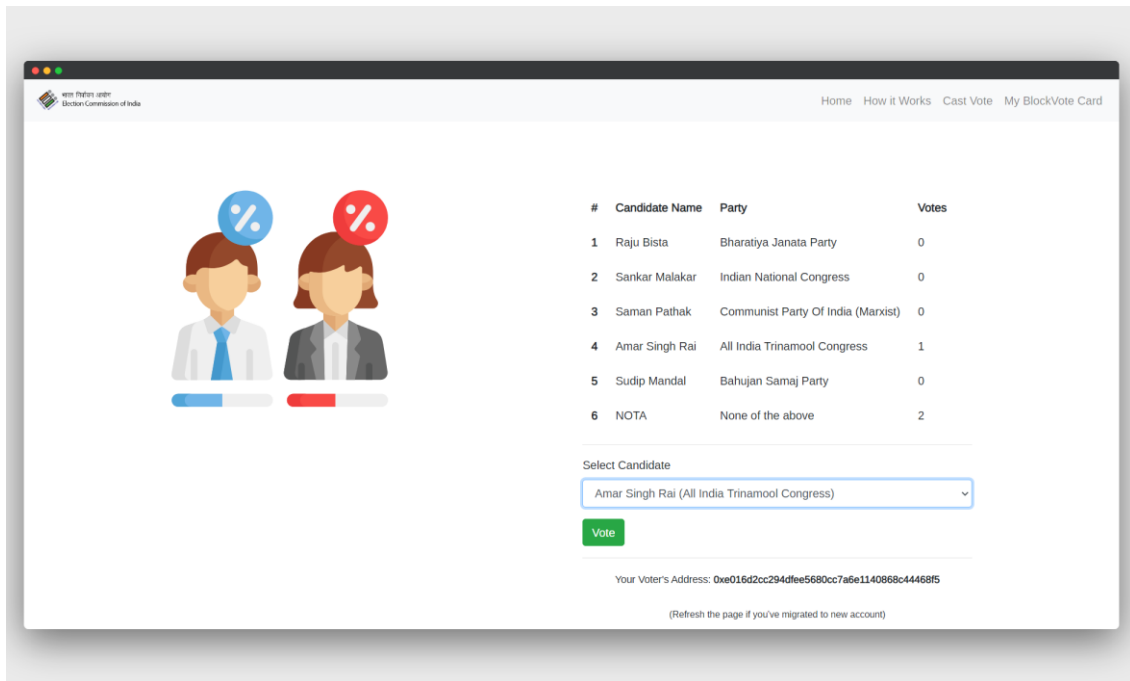 भारत निर्वाचन आयोग
Election Commission of India
Home How it Works Cast Vote My BlockVote Card
# Candidate Name Party Votes
1 Raju Bista Bharatiya Janata Party 0
2 Sankar Malakar Indian National Congress 0
3 Saman Pathak Communist Party Of India (Marxist) 0
4 Amar Singh Rai All India Trinamool Congress 1
5 Sudip Mandal Bahujan Samaj Party 0
6 NOTA None of the above 2
Select Candidate
Amar Singh Rai (All India Trinamool Congress)
Vote
Your Voter's Address: 0xe016d2cc294dfee5680cc7a6e1140868c44468f5
(Refresh the page if you've migrated to new account)